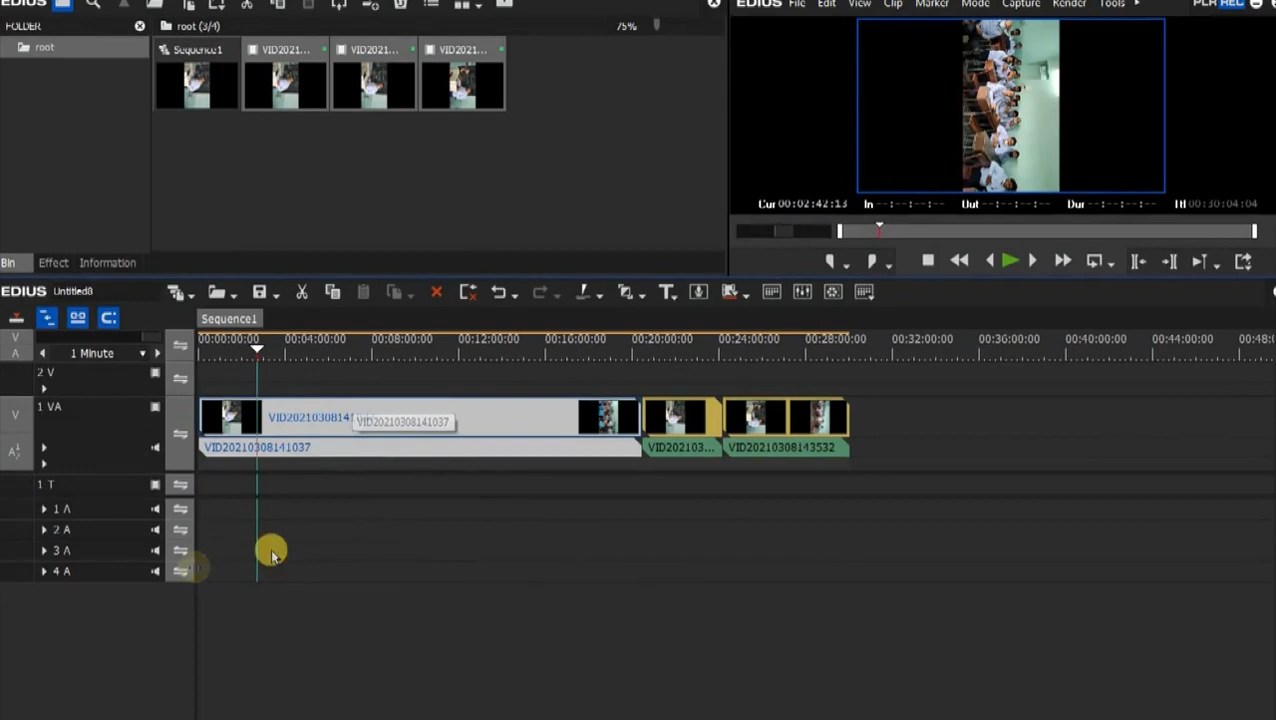 EDIUS
File Edit View Clip Marker Mode Capture Render Tools PLR REC
FOLDER
root (3/4)
75%
root
Sequence1
VID2021...
VID2021...
VID2021...
Cur 00:02:42:13 In --:--:--:-- Out --:--:--:-- Dur --:--:--:-- Ttl 00:30:04:04
Bin Effect Information
EDIUS Untitled8
Sequence1
V
A
1 Minute
00:00:00:00 00:04:00:00 00:08:00:00 00:12:00:00 00:16:00:00 00:20:00:00 00:24:00:00 00:28:00:00 00:32:00:00 00:36:00:00 00:40:00:00 00:44:00:00 00:48:0
2 V
1 VA
V
VID20210308141037
VID20210308141037
A
VID20210308141037
VID202103...
VID20210308143532
1 T
1 A
2 A
3 A
4 A